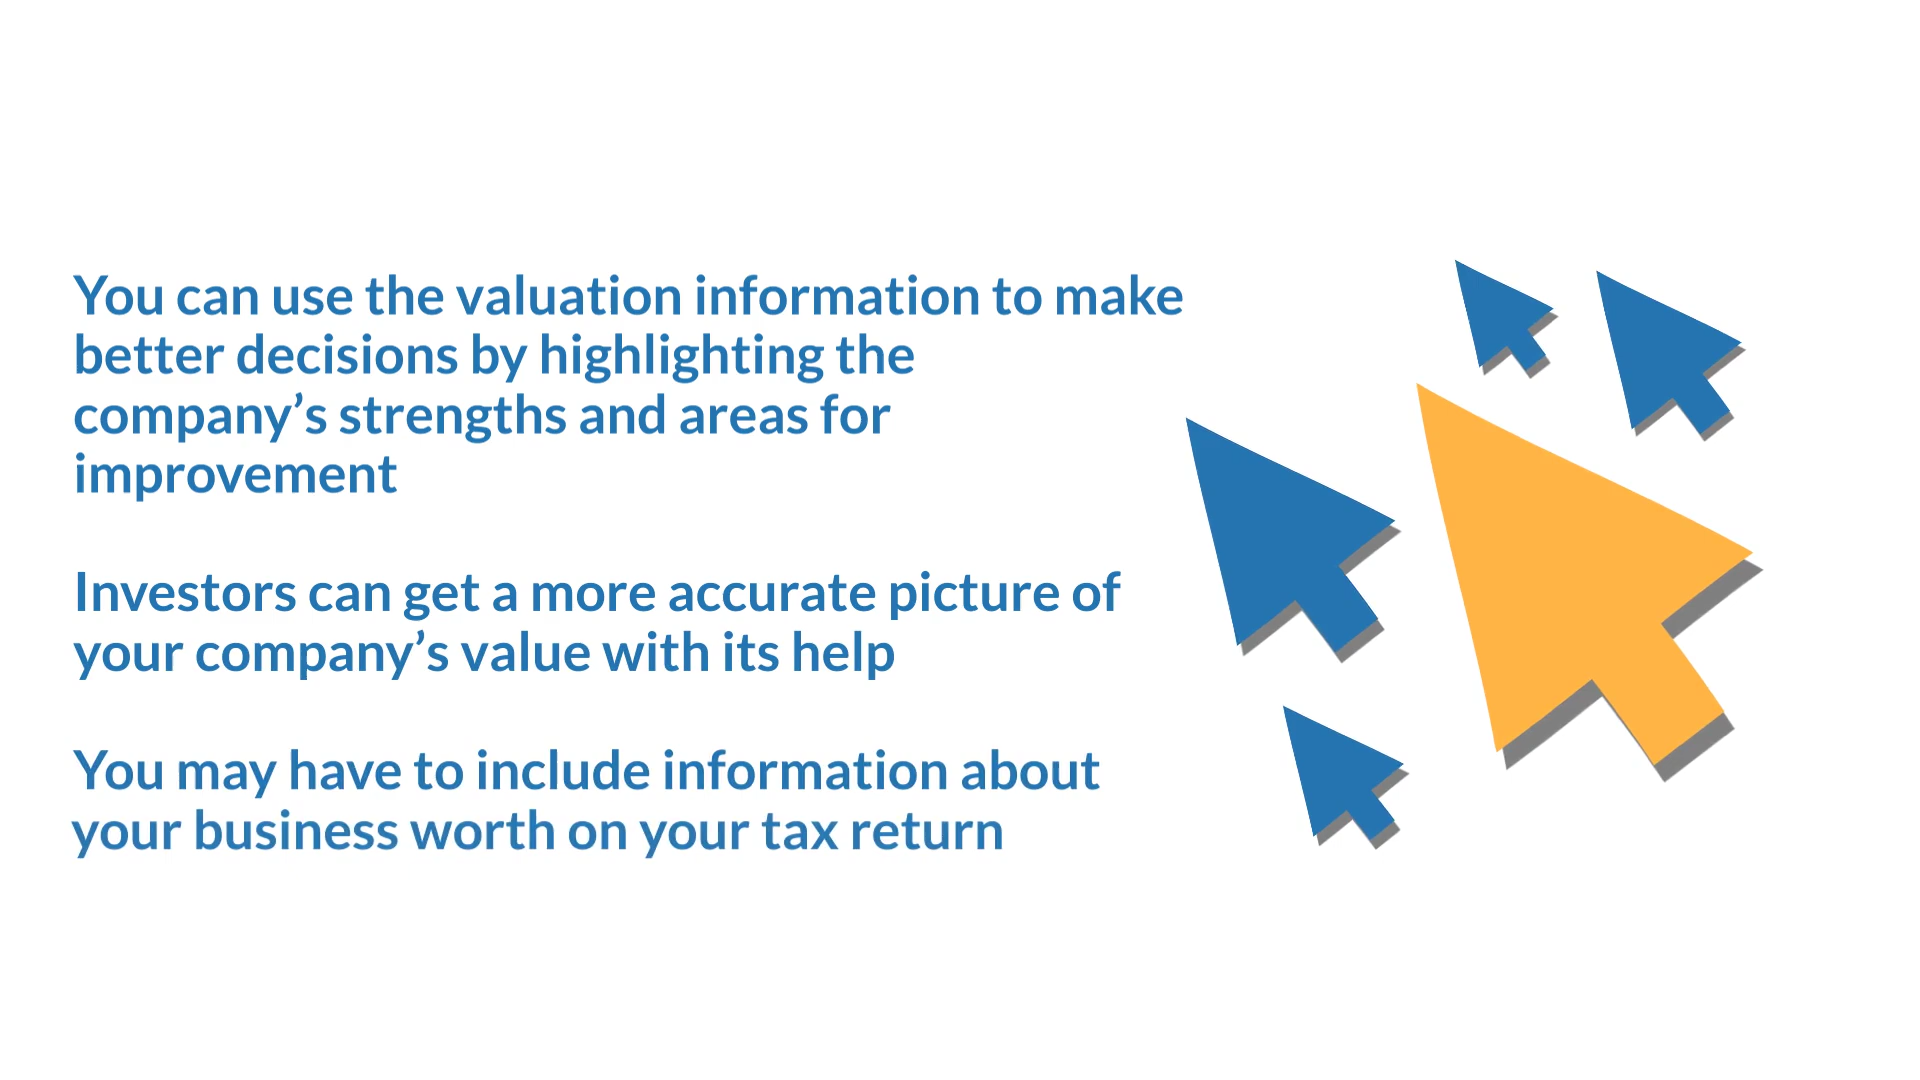 You can use the valuation information to make
better decisions by highlighting the
company’s strengths and areas for
improvement
Investors can get a more accurate picture of
your company’s value with its help
You may have to include information about
your business worth on your tax return